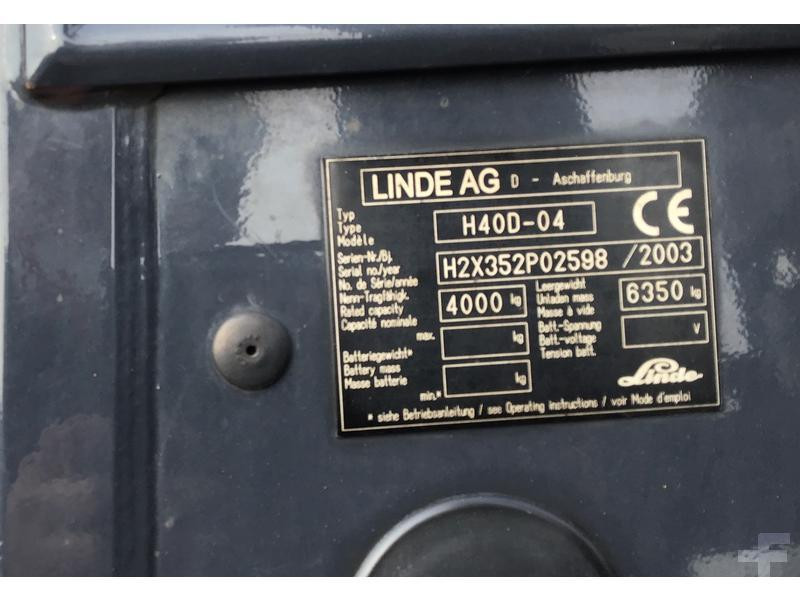 LINDE AG D - Aschaffenburg
Typ
Type
Modèle
H40D-04
CE
Serien-Nr./Bj.
Serial no./year
No. de Série/année
H2X352P02598 / 2003
Nenn-Tragfähigk.
Rated capacity
Capacité nominale
4000 kg
Leergewicht
Unladen mass
Masse à vide
6350 kg
max. kg
Batt.-Spannung
Batt.-voltage
Tension batt.
V
Batteriegewicht*
Battery mass
Masse batterie
min.* kg
Linde
* siehe Betriebsanleitung / see Operating instructions / voir Mode d'emploi